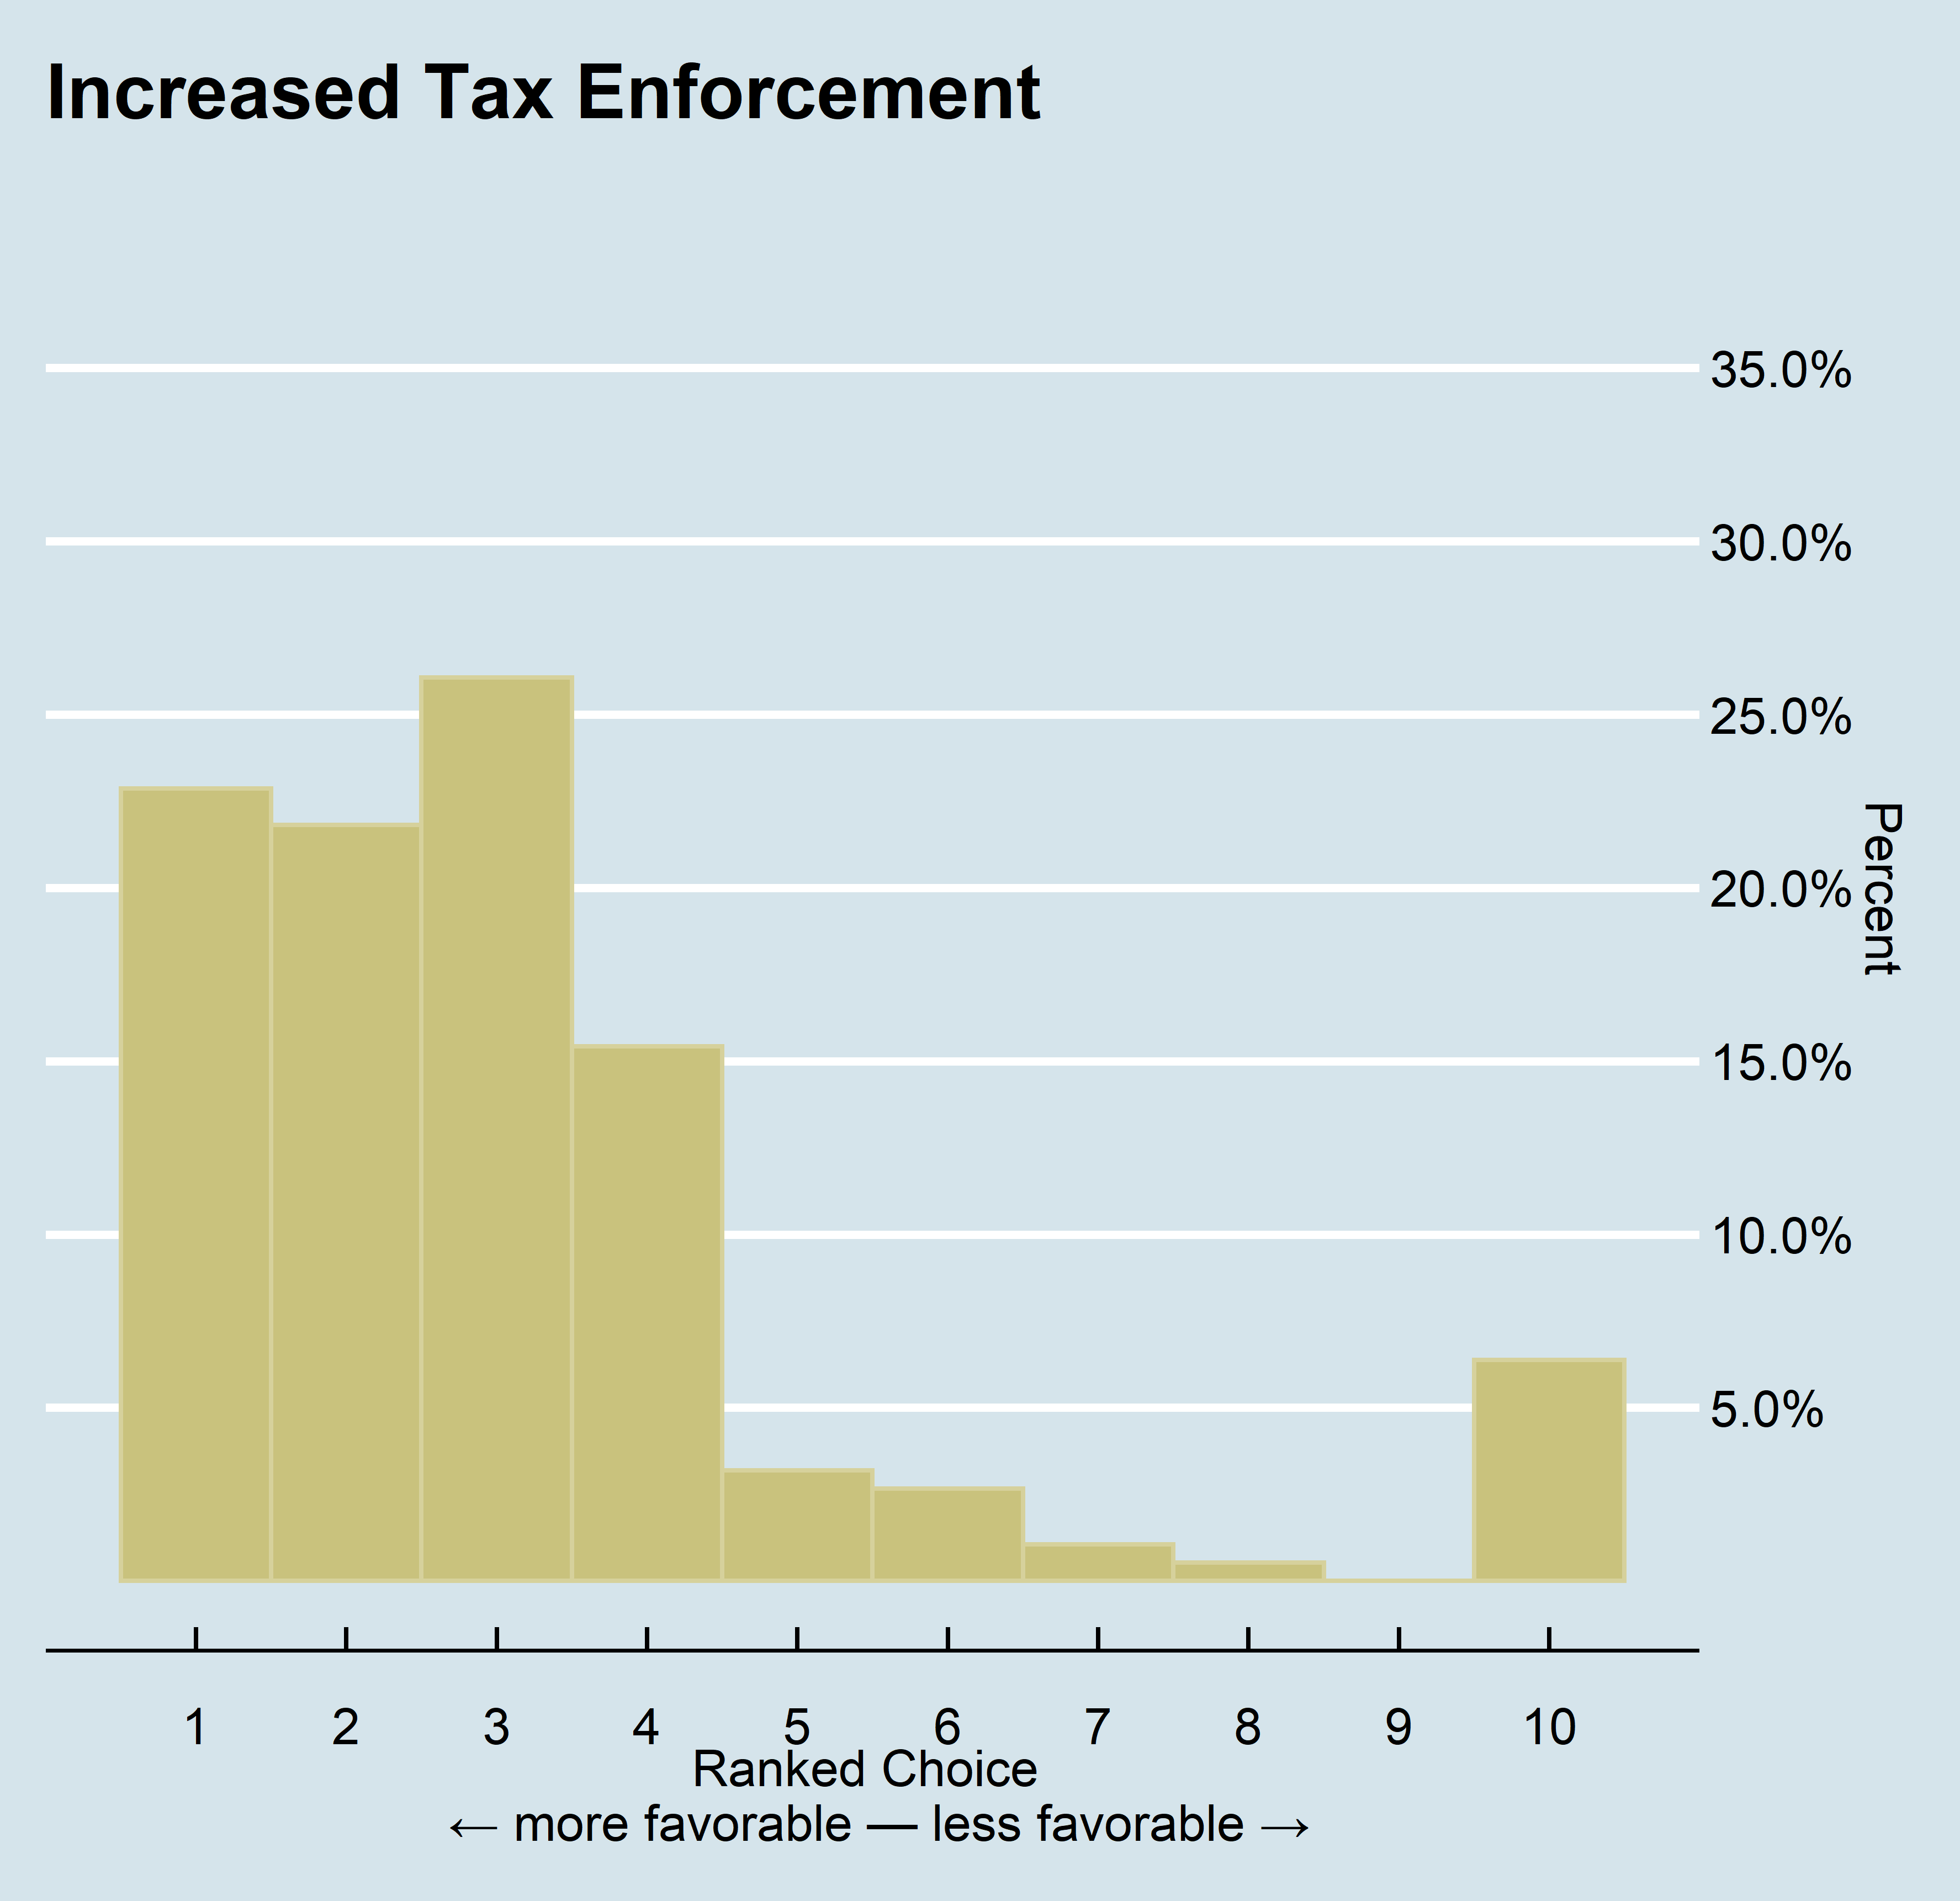 Increased Tax Enforcement
35.0%
30.0%
25.0%
20.0%
15.0%
10.0%
5.0%
Percent
1 2 3 4 5 6 7 8 9 10
Ranked Choice
← more favorable — less favorable →